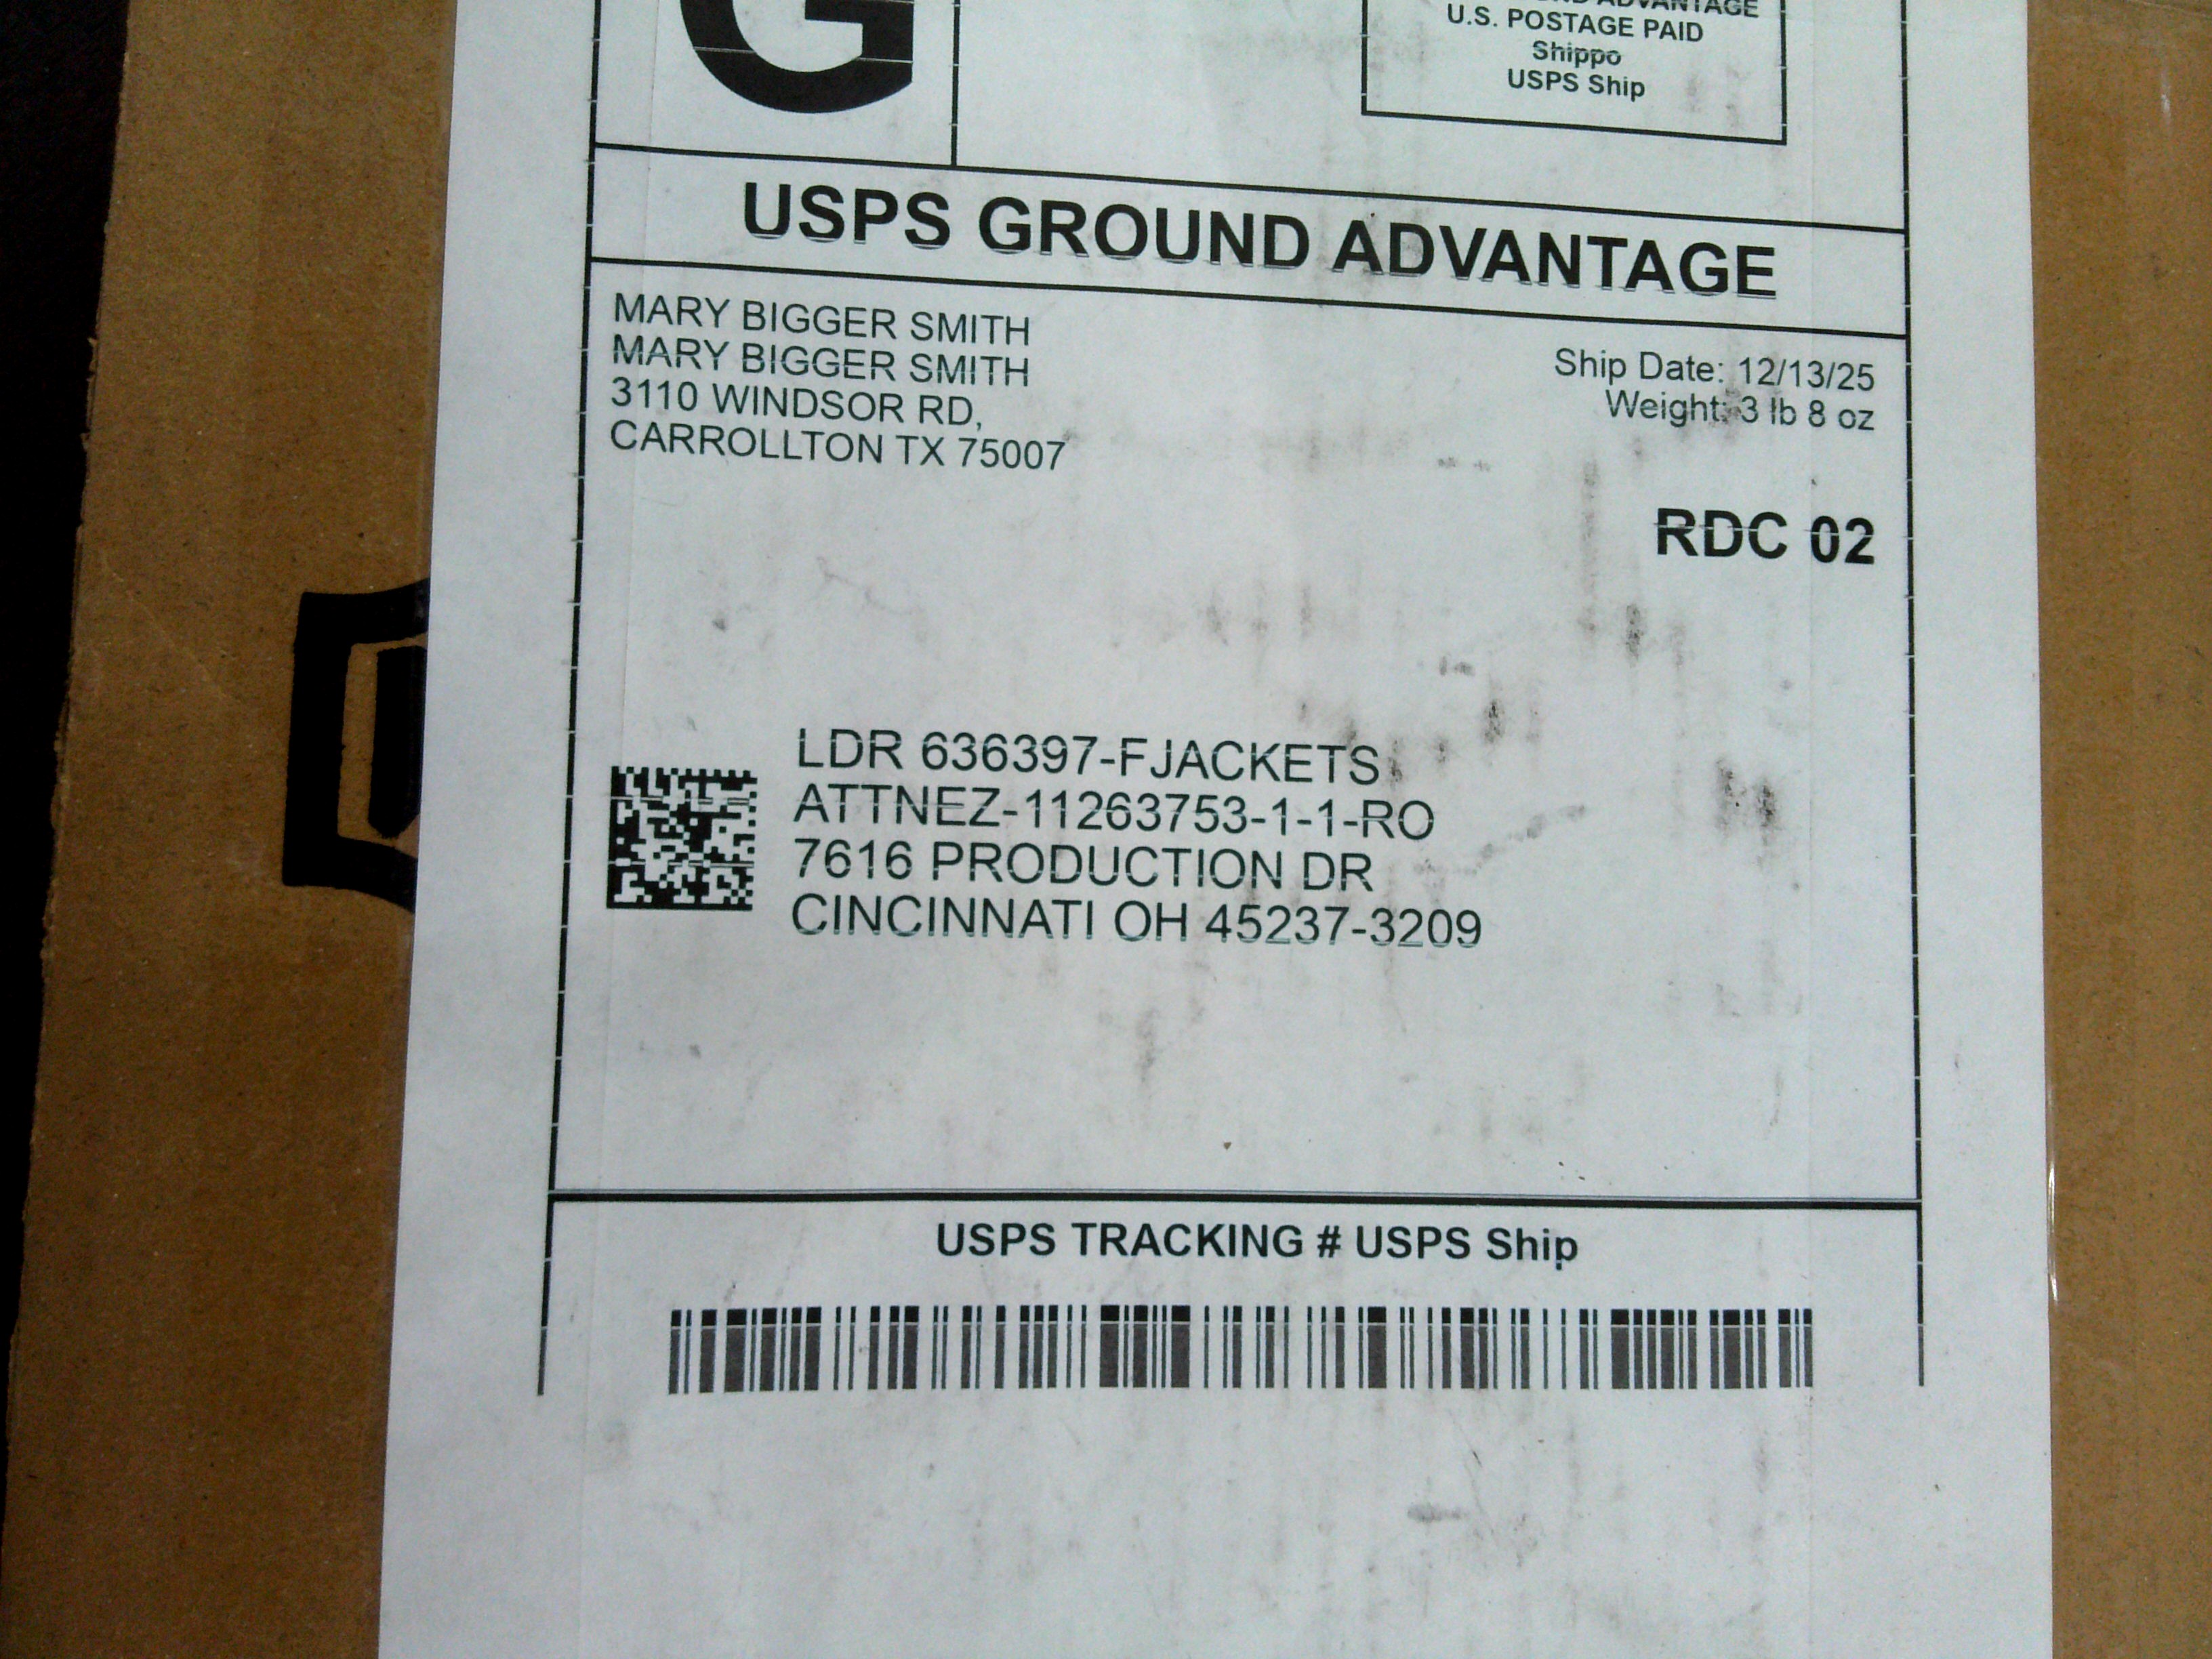 G
GROUND ADVANTAGE
U.S. POSTAGE PAID
Shippo
USPS Ship
USPS GROUND ADVANTAGE
MARY BIGGER SMITH
MARY BIGGER SMITH
3110 WINDSOR RD,
CARROLLTON TX 75007
Ship Date: 12/13/25
Weight: 3 lb 8 oz
RDC 02
LDR 636397-FJACKETS
ATTNEZ-11263753-1-1-RO
7616 PRODUCTION DR
CINCINNATI OH 45237-3209
USPS TRACKING # USPS Ship